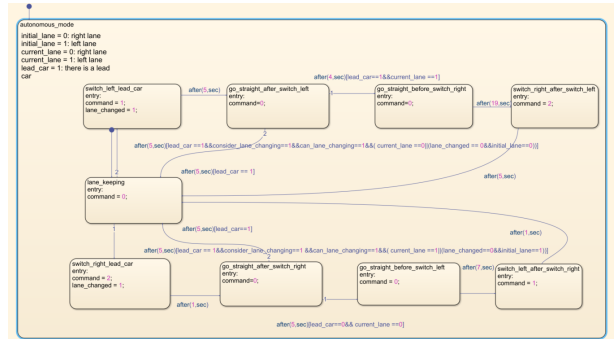 autonomous_mode
initial_lane = 0: right lane
initial_lane = 1: left lane
current_lane = 0: right lane
current_lane = 1: left lane
lead_car = 1: there is a lead
car
after(4,sec)[lead_car==1&&current_lane ==1]
switch_left_lead_car
entry:
command = 1;
lane_changed = 1;
after(5,sec)
go_straight_after_switch_left
entry:
command=0;
1
2
go_straight_before_switch_right
entry:
command=0;
after(19,sec)
switch_right_after_switch_left
entry:
command = 2;
after(5,sec)[lead_car ==1&&consider_lane_changing==1&&can_lane_changing==1&&( current_lane ==0)||(lane_changed == 0&&initial_lane==0))]
after(5,sec)[lead_car == 1]
after(5,sec)
2
lane_keeping
entry:
command = 0;
1
after(5,sec)[lead_car==1]
after(1,sec)
after(5,sec)[lead_car == 1&&consider_lane_changing==1 &&can_lane_changing==1&&( current_lane ==1)||(lane_changed==0&&initial_lane==1))]
switch_right_lead_car
entry:
command = 2;
lane_changed = 1;
after(1,sec)
2
go_straight_after_switch_right
entry:
command=0;
1
go_straight_before_switch_left
entry:
command = 0;
after(7,sec)
switch_left_after_switch_right
entry:
command = 1;
after(5,sec)[lead_car==0&& current_lane ==0]